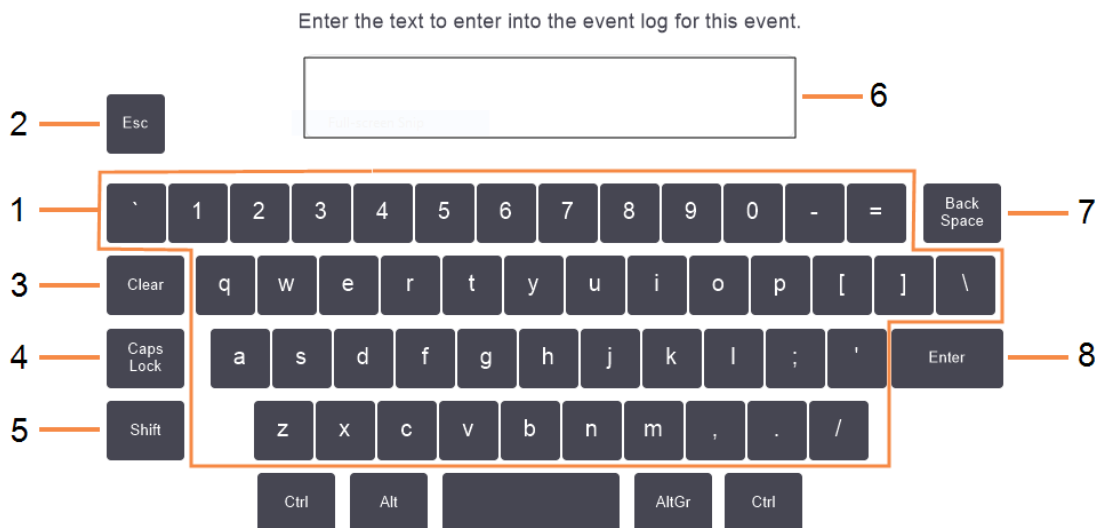 Enter the text to enter into the event log for this event.
6
2 Esc
1 ` 1 2 3 4 5 6 7 8 9 0 - = Back Space 7
3 Clear q w e r t y u i o p [ ] \
4 Caps Lock a s d f g h j k l ; ' Enter 8
5 Shift z x c v b n m , . /
Ctrl Alt AltGr Ctrl